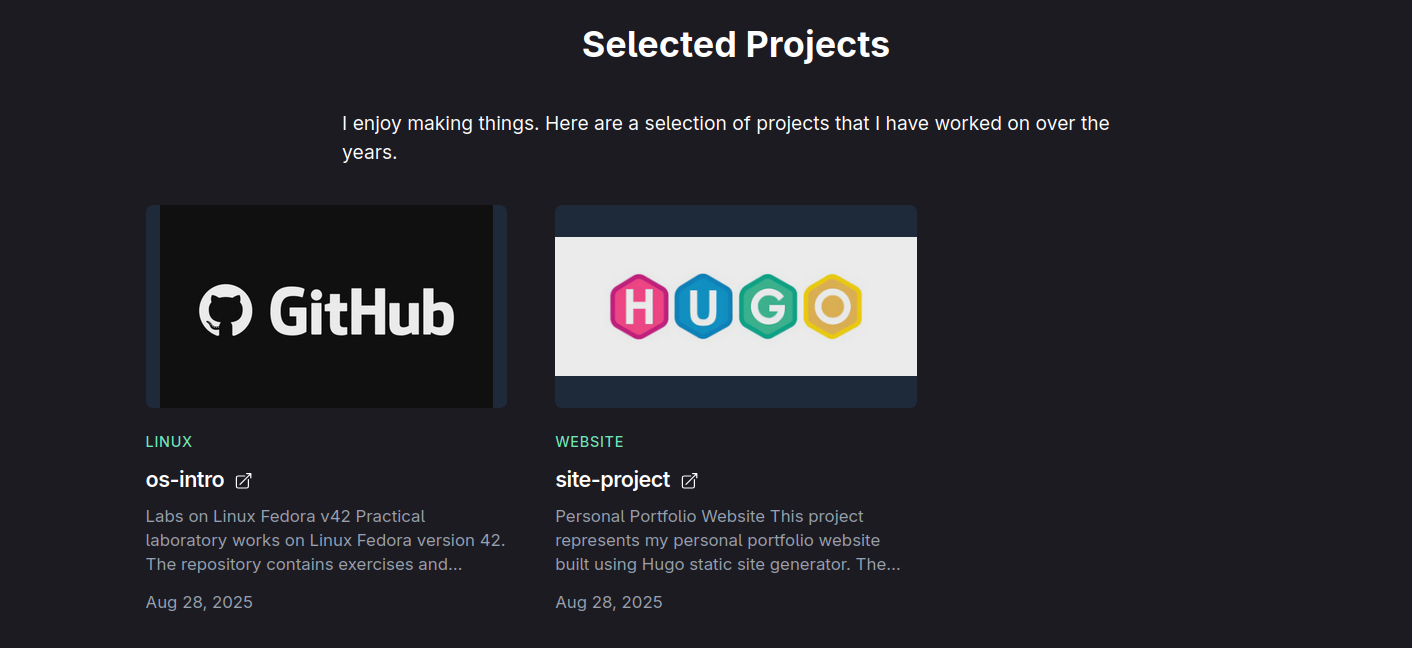 Selected Projects
I enjoy making things. Here are a selection of projects that I have worked on over the
years.
GitHub
HUGO
LINUX
os-intro
Labs on Linux Fedora v42 Practical
laboratory works on Linux Fedora version 42.
The repository contains exercises and...
Aug 28, 2025
WEBSITE
site-project
Personal Portfolio Website This project
represents my personal portfolio website
built using Hugo static site generator. The...
Aug 28, 2025